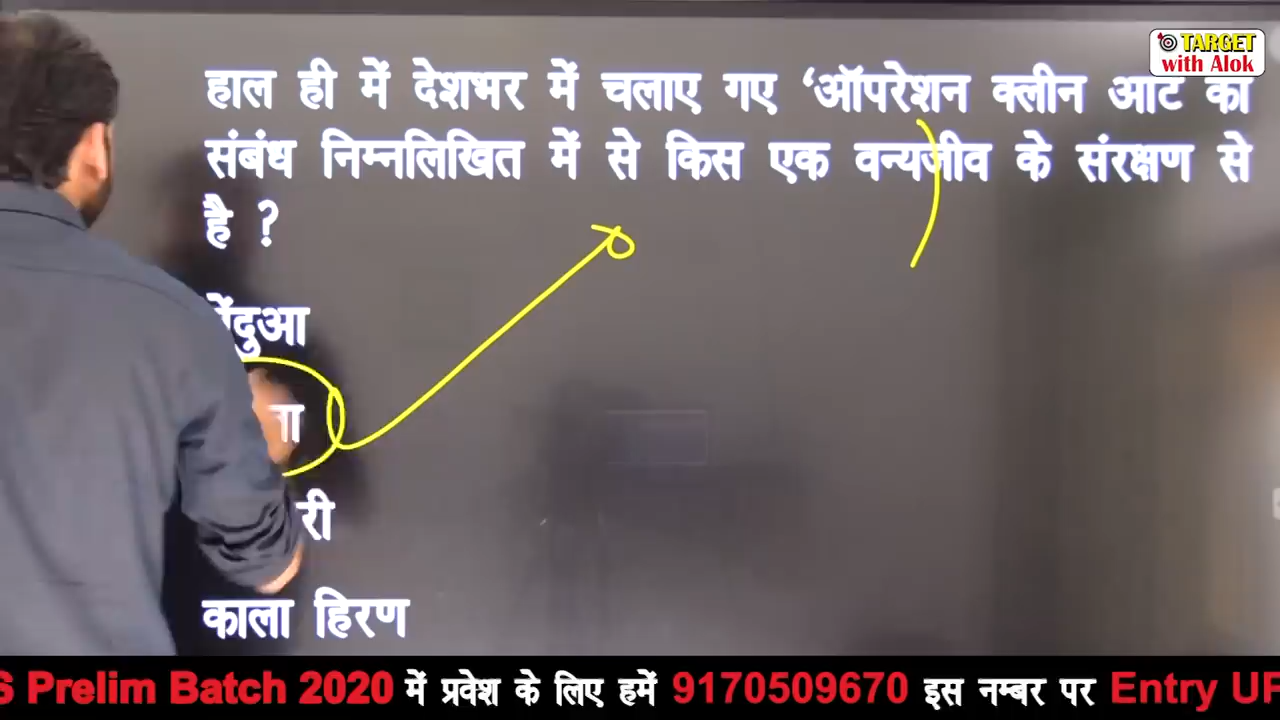 TARGET
with Alok
हाल ही में देशभर में चलाए गए ‘ऑपरेशन क्लीन आर्ट का
संबंध निम्नलिखित में से किस एक वन्यजीव के संरक्षण से
है ?
काला हिरण
S Prelim Batch 2020 में प्रवेश के लिए हमें 9170509670 इस नम्बर पर Entry UP